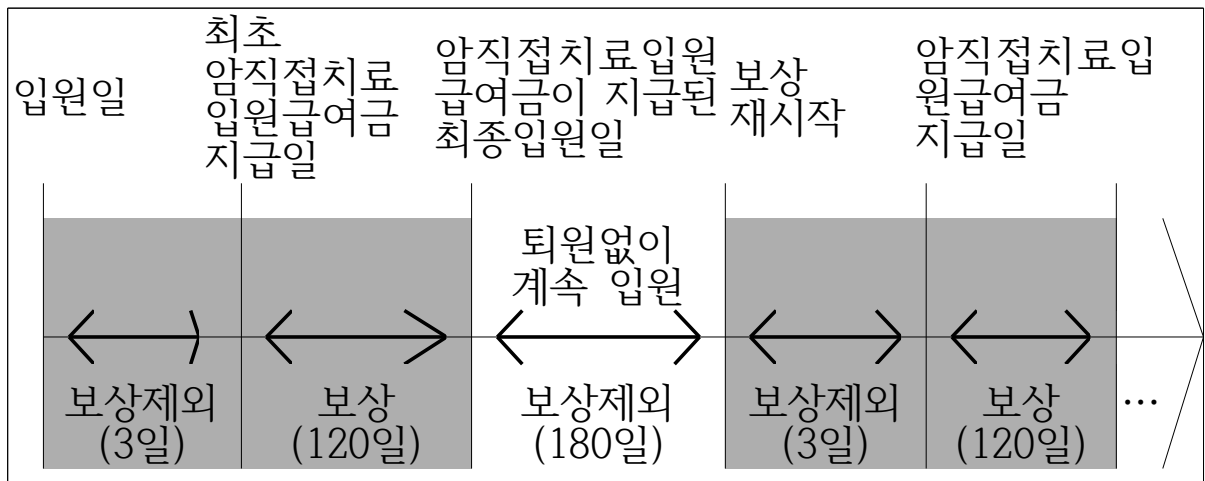 입원일
최초
암직접치료
입원급여금
지급일
암직접치료입원
급여금이 지급된
최종입원일
보상
재시작
암직접치료입
원급여금
지급일
퇴원없이
계속 입원
보상제외
(3일)
보상
(120일)
보상제외
(180일)
보상제외
(3일)
보상
(120일)
…